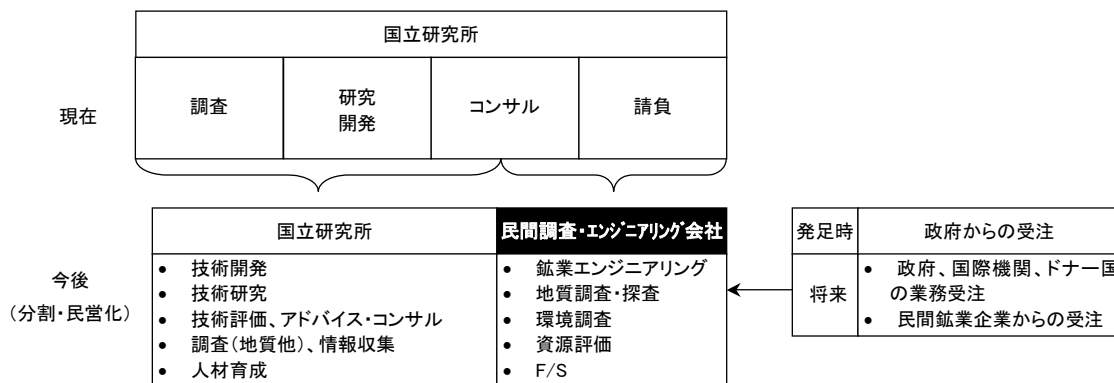 国立研究所
現在
調査
研究
開発
コンサル
請負
今後
(分割・民営化)
国立研究所
• 技術開発
• 技術研究
• 技術評価、アドバイス・コンサル
• 調査(地質他)、情報収集
• 人材育成
民間調査・エンジニアリング会社
• 鉱業エンジニアリング
• 地質調査・探査
• 環境調査
• 資源評価
• F/S
発足時
政府からの受注
将来
• 政府、国際機関、ドナー国
の業務受注
• 民間鉱業企業からの受注